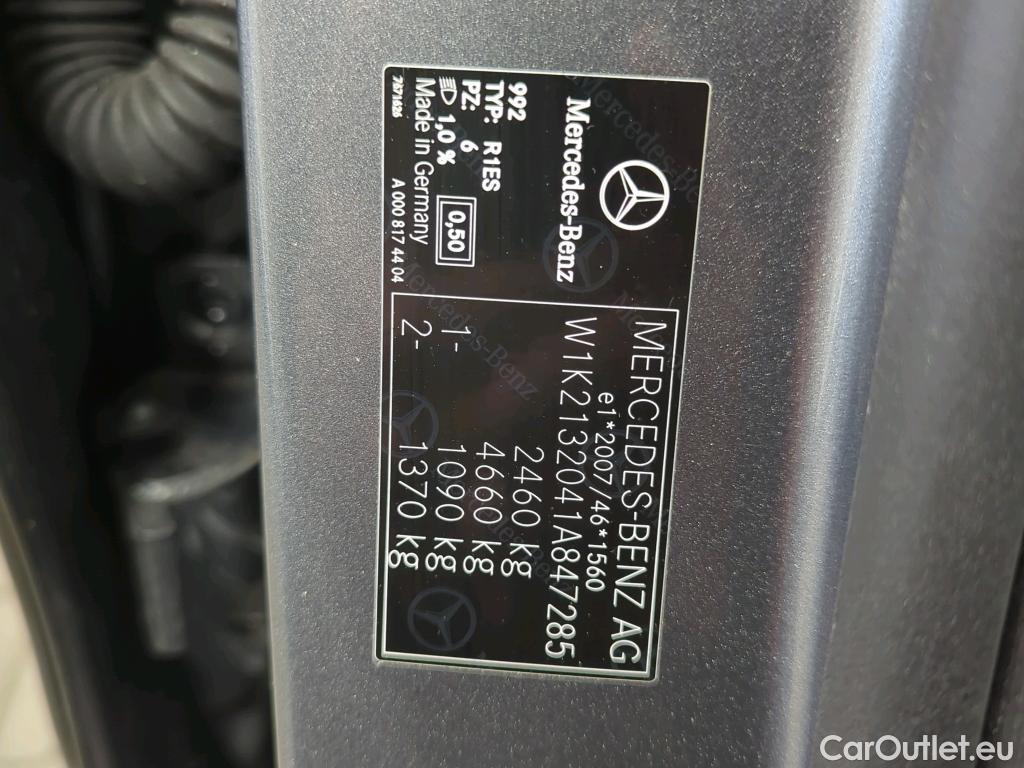 Mercedes-Benz
992
TYP: R1ES
PZ: 6
1,0 % 0,50
Made in Germany
7671626 A 000 817 44 04
MERCEDES-BENZ AG
e1*2007/46*1560
W1K2132041A847285
2460 kg
4660 kg
1- 1090 kg
2- 1370 kg
CarOutlet.eu